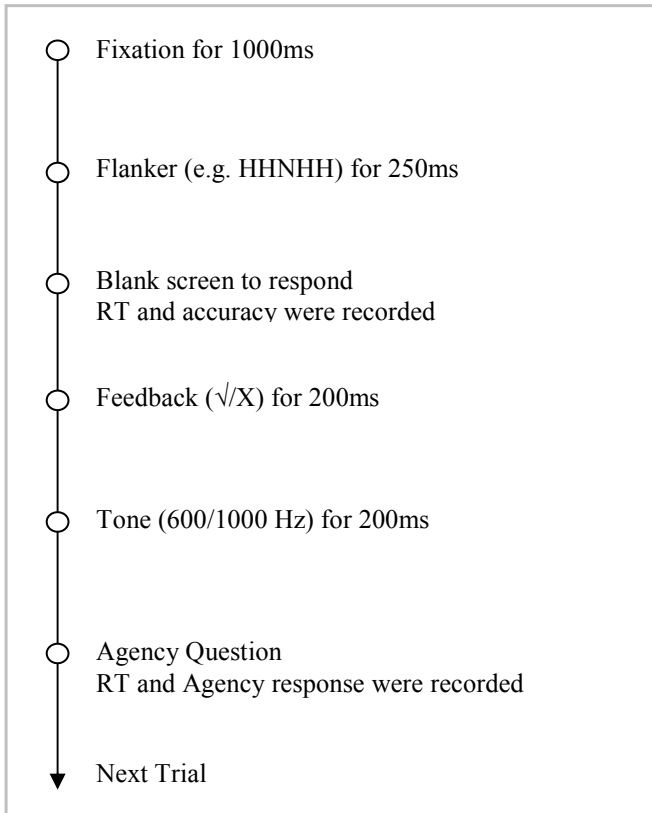 Fixation for 1000ms
Flanker (e.g. HHNHH) for 250ms
Blank screen to respond
RT and accuracy were recorded
Feedback (√/X) for 200ms
Tone (600/1000 Hz) for 200ms
Agency Question
RT and Agency response were recorded
Next Trial